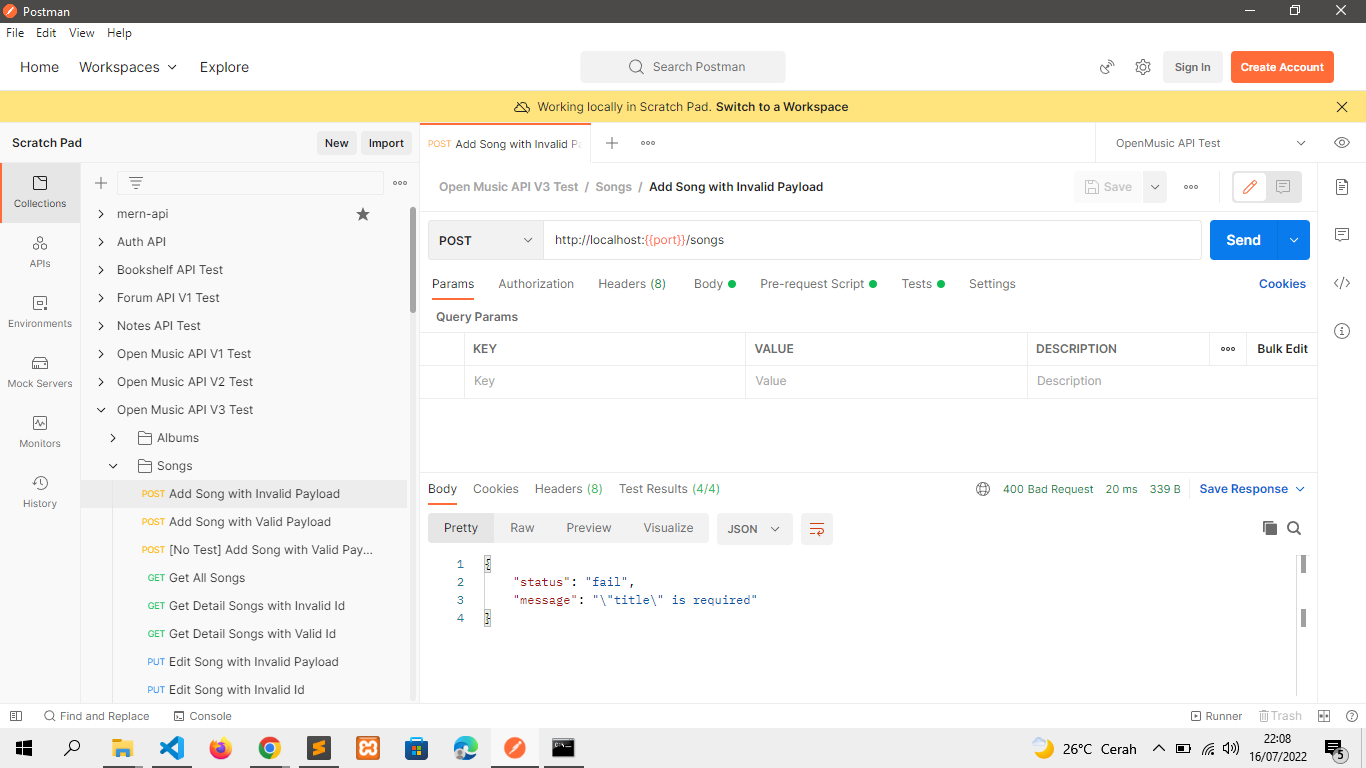 Postman
File Edit View Help
Home Workspaces Explore
Search Postman
Sign In
Create Account
Working locally in Scratch Pad. Switch to a Workspace
Scratch Pad
New
Import
POST Add Song with Invalid P
OpenMusic API Test
Collections
APIs
Environments
Mock Servers
Monitors
History
mern-api
Auth API
Bookshelf API Test
Forum API V1 Test
Notes API Test
Open Music API V1 Test
Open Music API V2 Test
Open Music API V3 Test
Albums
Songs
POST Add Song with Invalid Payload
POST Add Song with Valid Payload
POST [No Test] Add Song with Valid Pay...
GET Get All Songs
GET Get Detail Songs with Invalid Id
GET Get Detail Songs with Valid Id
PUT Edit Song with Invalid Payload
PUT Edit Song with Invalid Id
Open Music API V3 Test / Songs / Add Song with Invalid Payload
Save
POST
http://localhost:{{port}}/songs
Send
Params Authorization Headers (8) Body Pre-request Script Tests Settings
Cookies
Query Params
KEY VALUE DESCRIPTION
Bulk Edit
Key Value Description
Body Cookies Headers (8) Test Results (4/4)
400 Bad Request 20 ms 339 B Save Response
Pretty Raw Preview Visualize JSON
1 {
2 "status": "fail",
3 "message": "\"title\" is required"
4 }
Find and Replace Console
Runner Trash
26°C Cerah
22:08
16/07/2022
5